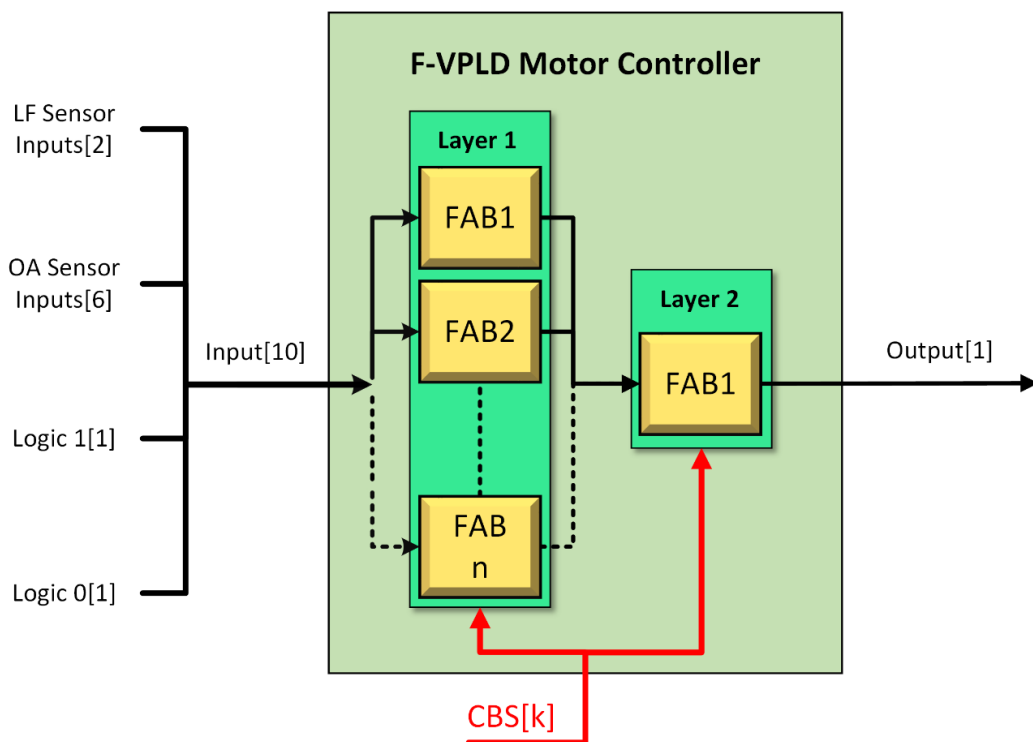 F-VPLD Motor Controller
LF Sensor
Inputs[2]
OA Sensor
Inputs[6]
Logic 1[1]
Logic 0[1]
Input[10]
Layer 1
FAB1
FAB2
FAB
n
Layer 2
FAB1
Output[1]
CBS[k]